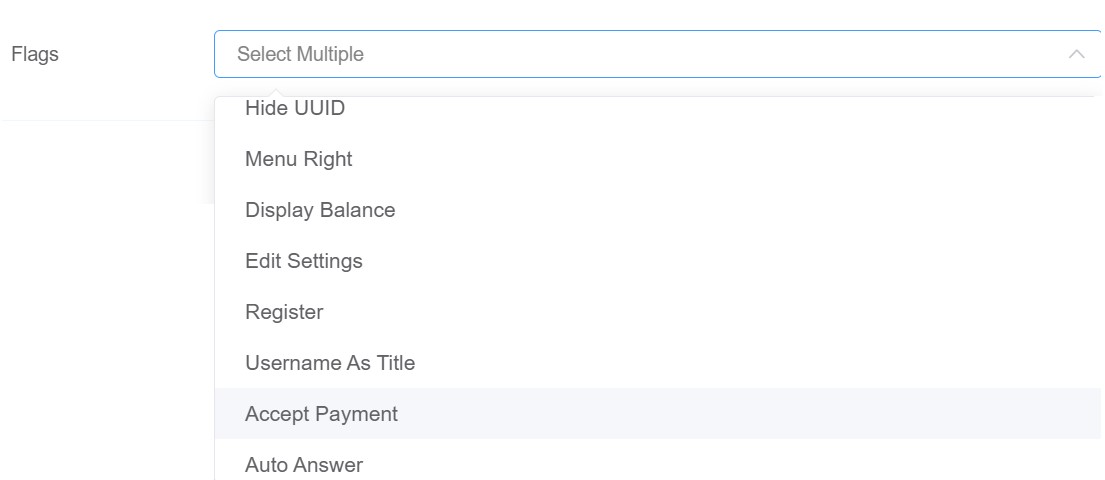 Flags
Select Multiple
Hide UUID
Menu Right
Display Balance
Edit Settings
Register
Username As Title
Accept Payment
Auto Answer